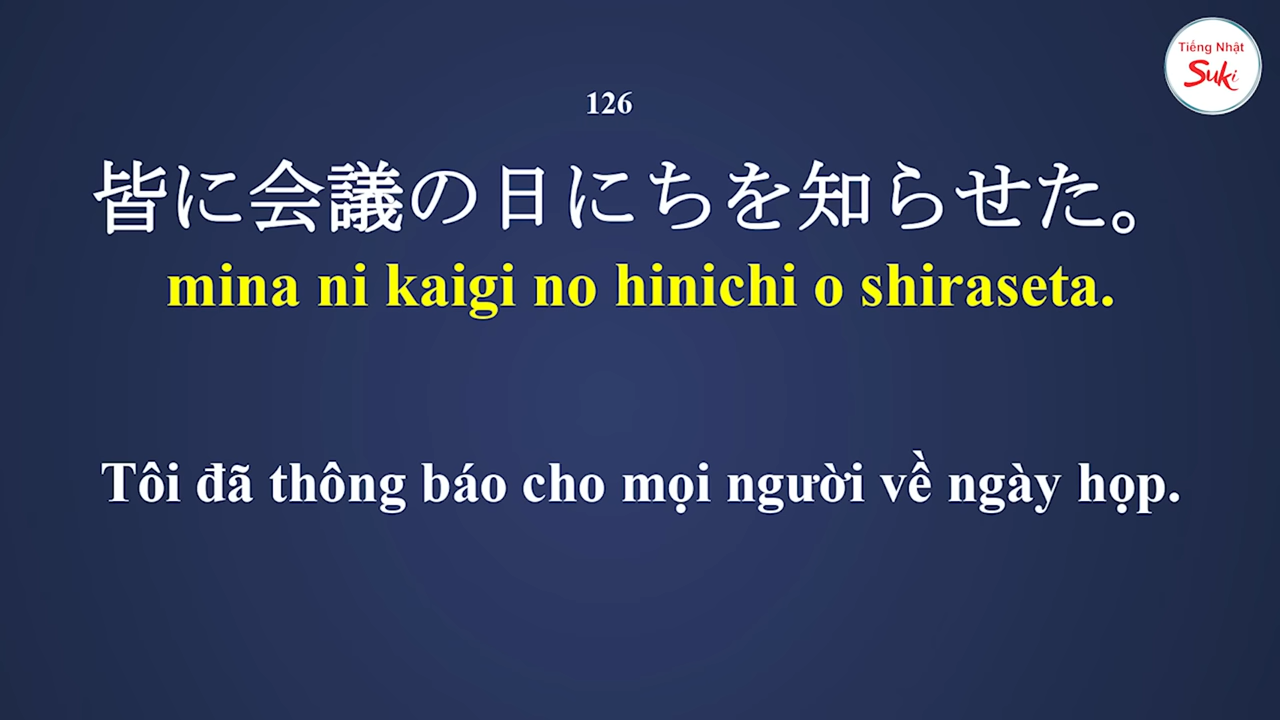 Tiếng Nhật
Suki
126
皆に会議の日にちを知らせた。
mina ni kaigi no hinichi o shiraseta.
Tôi đã thông báo cho mọi người về ngày họp.